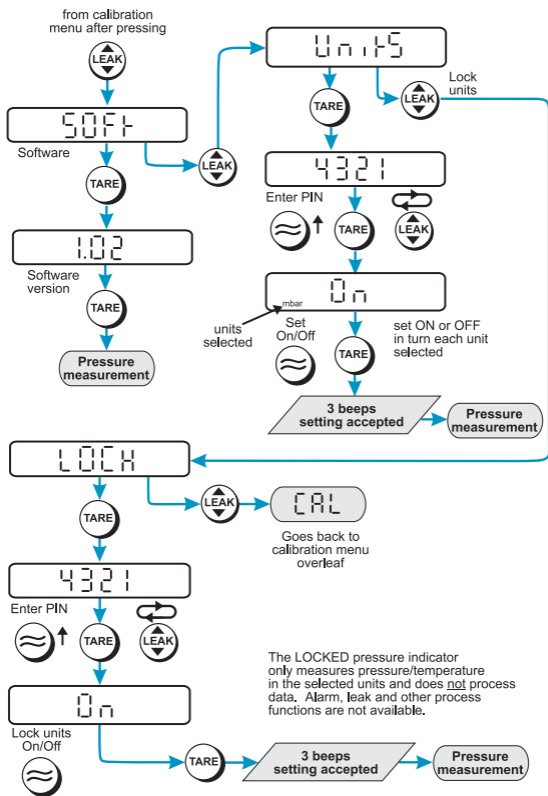 from calibration
menu after pressing
LEAK
SOFt
Software
LEAK
TARE
1.02
Software
version
TARE
Pressure
measurement
UnitS
TARE
LEAK
Lock
units
4321
Enter PIN
TARE
LEAK
On
mbar
units
selected
Set
On/Off
TARE
set ON or OFF
in turn each unit
selected
3 beeps
setting accepted
Pressure
measurement
LOCK
TARE
LEAK
CAL
Goes back to
calibration menu
overleaf
4321
Enter PIN
TARE
LEAK
On
Lock units
On/Off
The LOCKED pressure indicator
only measures pressure/temperature
in the selected units and does not process
data. Alarm, leak and other process
functions are not available.
TARE
3 beeps
setting accepted
Pressure
measurement